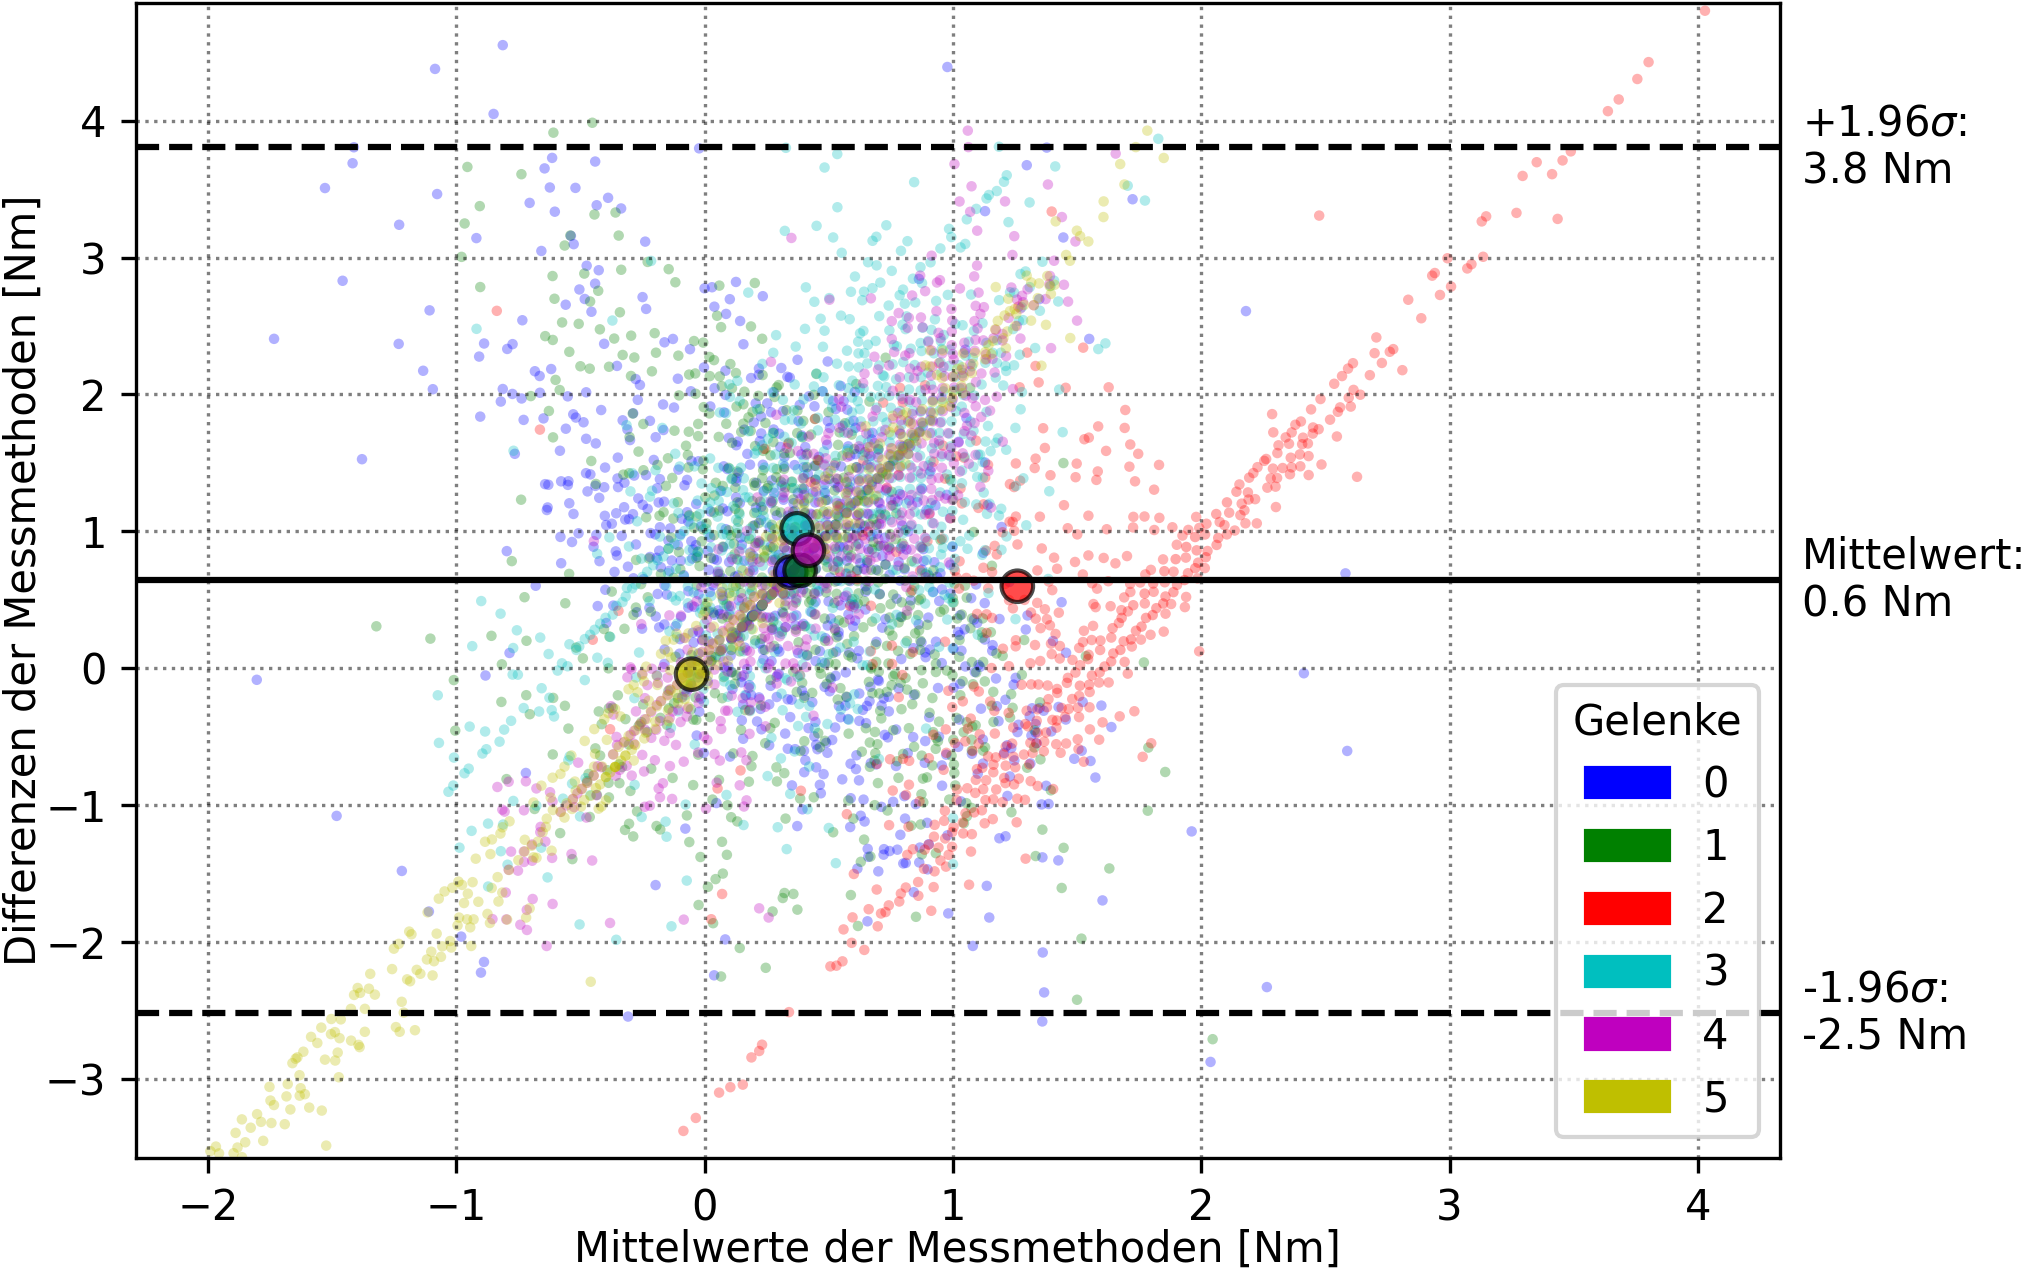 Differenzen der Messmethoden [Nm]
4
3
2
1
0
−1
−2
−3
−2
−1
0
1
2
3
4
Mittelwerte der Messmethoden [Nm]
+1.96σ:
3.8 Nm
Mittelwert:
0.6 Nm
-1.96σ:
-2.5 Nm
Gelenke
0
1
2
3
4
5